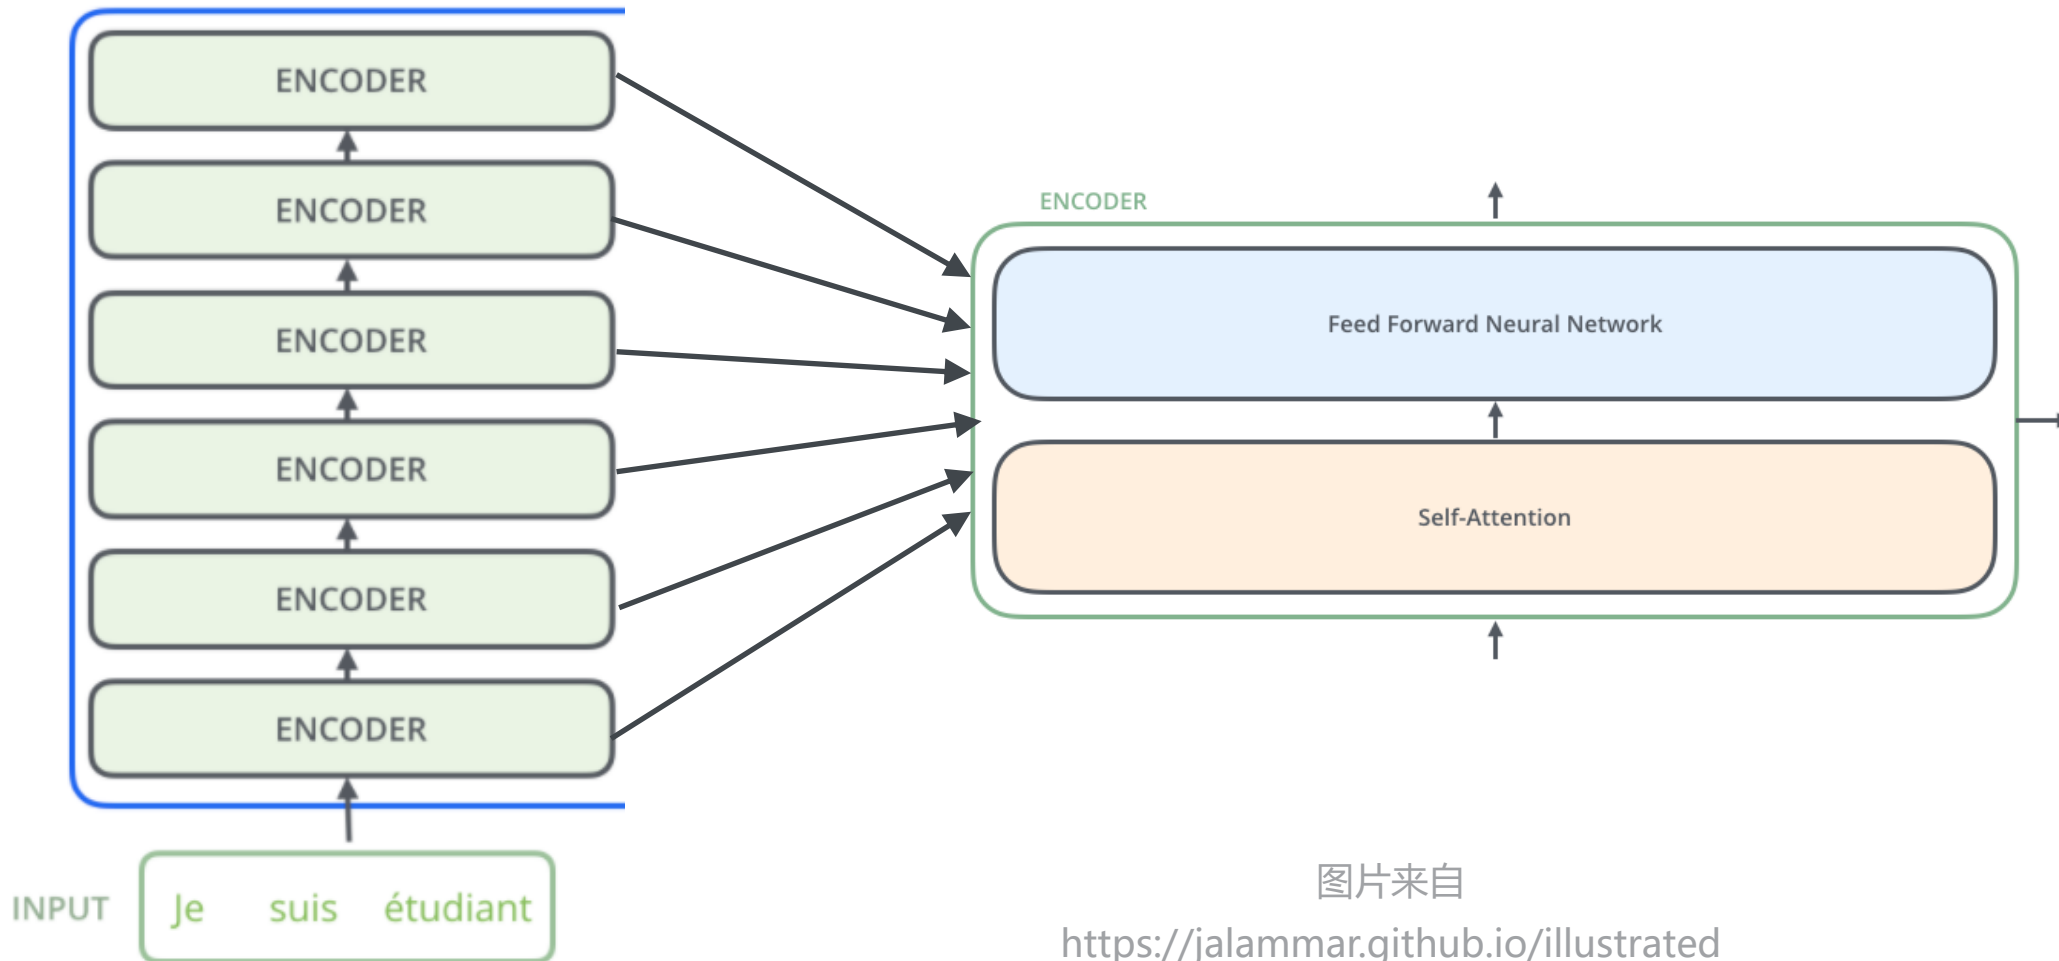 ENCODER
ENCODER
ENCODER
ENCODER
ENCODER
ENCODER
INPUT Je suis étudiant
ENCODER
Feed Forward Neural Network
Self-Attention
图片来自
https://jalammar.github.io/illustrated